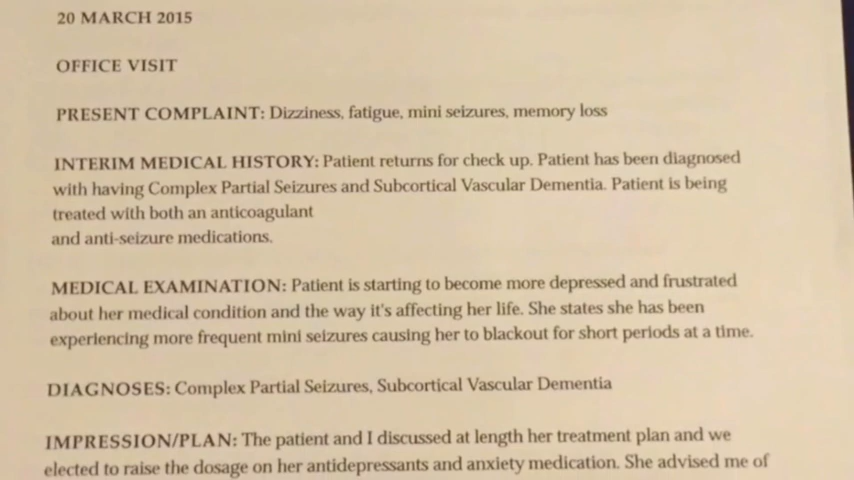 20 MARCH 2015
OFFICE VISIT
PRESENT COMPLAINT: Dizziness, fatigue, mini seizures, memory loss
INTERIM MEDICAL HISTORY: Patient returns for check up. Patient has been diagnosed
with having Complex Partial Seizures and Subcortical Vascular Dementia. Patient is being
treated with both an anticoagulant
and anti-seizure medications.
MEDICAL EXAMINATION: Patient is starting to become more depressed and frustrated
about her medical condition and the way it's affecting her life. She states she has been
experiencing more frequent mini seizures causing her to blackout for short periods at a time.
DIAGNOSES: Complex Partial Seizures, Subcortical Vascular Dementia
IMPRESSION/PLAN: The patient and I discussed at length her treatment plan and we
elected to raise the dosage on her antidepressants and anxiety medication. She advised me of